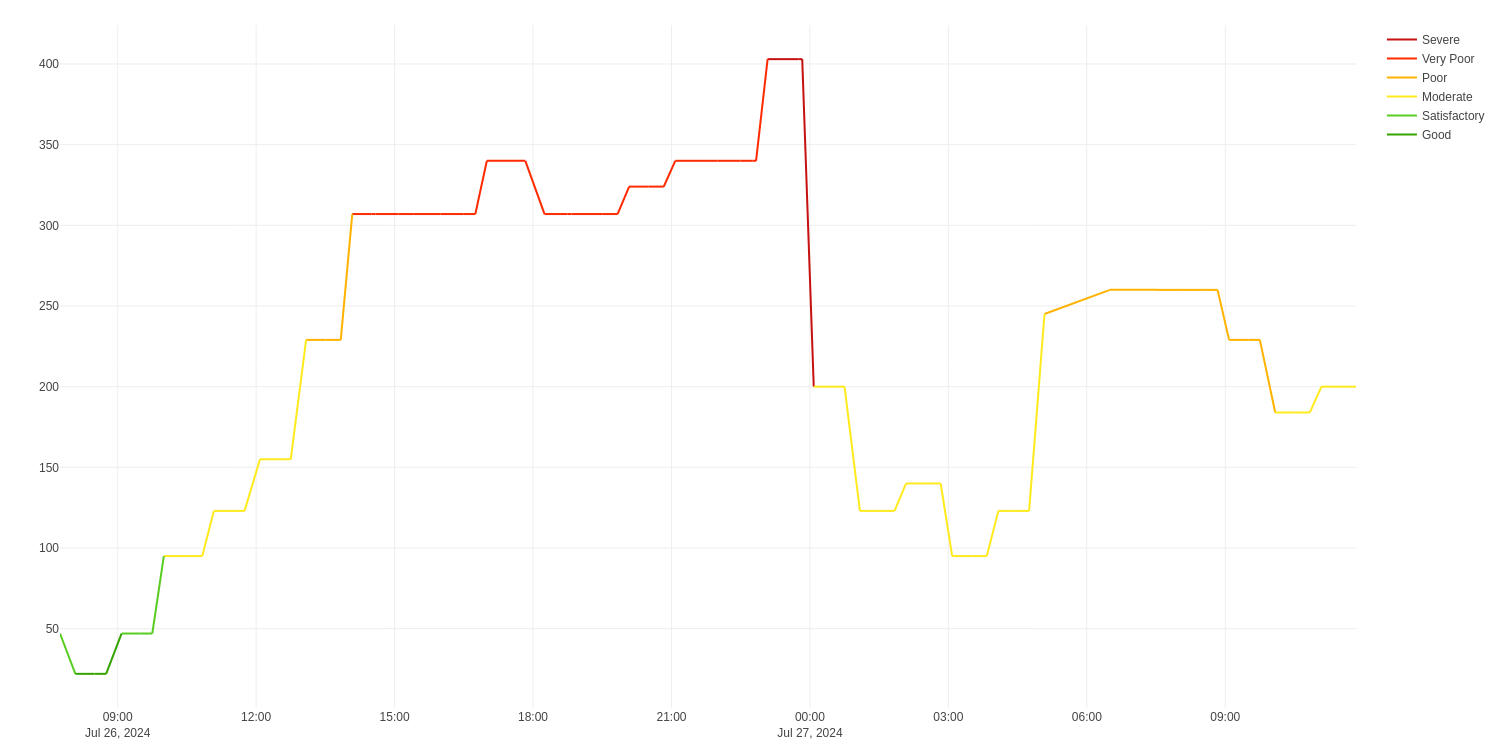 400
350
300
250
200
150
100
50
09:00
12:00
15:00
18:00
21:00
00:00
03:00
06:00
09:00
Jul 26, 2024
Jul 27, 2024
Severe
Very Poor
Poor
Moderate
Satisfactory
Good